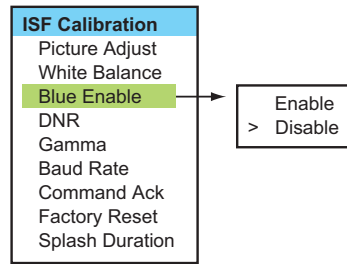 ISF Calibration
Picture Adjust
White Balance
Blue Enable
DNR
Gamma
Baud Rate
Command Ack
Factory Reset
Splash Duration
Enable
> Disable